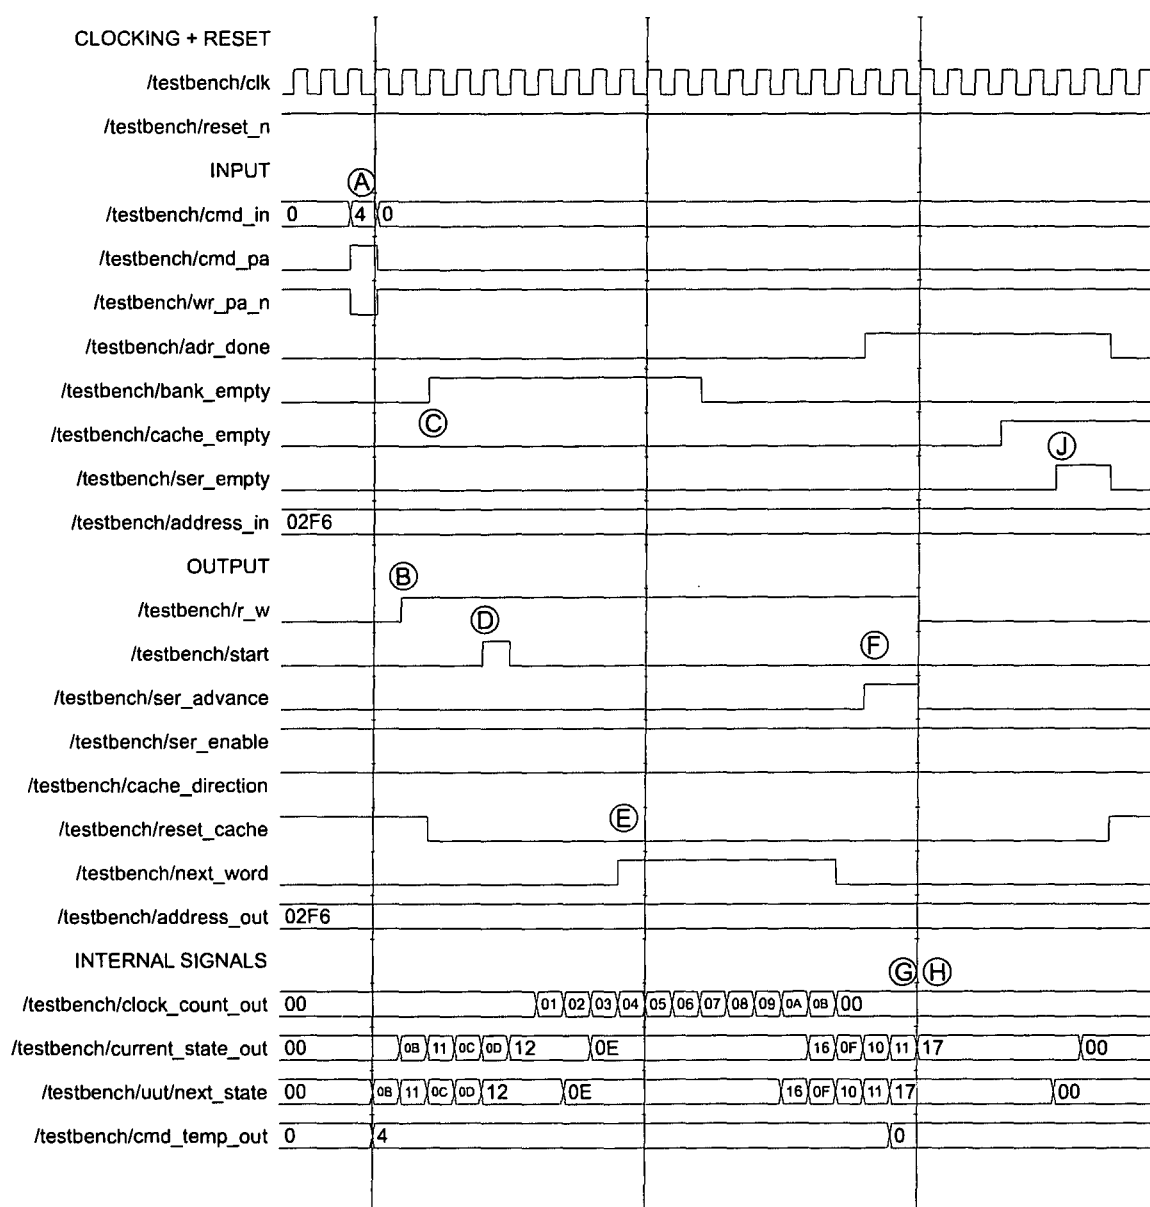 CLOCKING + RESET
/testbench/clk
/testbench/reset_n
INPUT
A
/testbench/cmd_in 0 4 0
/testbench/cmd_pa
/testbench/wr_pa_n
/testbench/adr_done
/testbench/bank_empty
C
/testbench/cache_empty
J
/testbench/ser_empty
/testbench/address_in 02F6
OUTPUT
B
/testbench/r_w
D
/testbench/start
F
/testbench/ser_advance
/testbench/ser_enable
/testbench/cache_direction
E
/testbench/reset_cache
/testbench/next_word
/testbench/address_out 02F6
INTERNAL SIGNALS
G H
/testbench/clock_count_out 00 01 02 03 04 05 06 07 08 09 0A 0B 00
/testbench/current_state_out 00 0B 11 0C 0D 12 0E 16 0F 10 11 17 00
/testbench/uut/next_state 00 0B 11 0C 0D 12 0E 16 0F 10 11 17 00
/testbench/cmd_temp_out 0 4 0